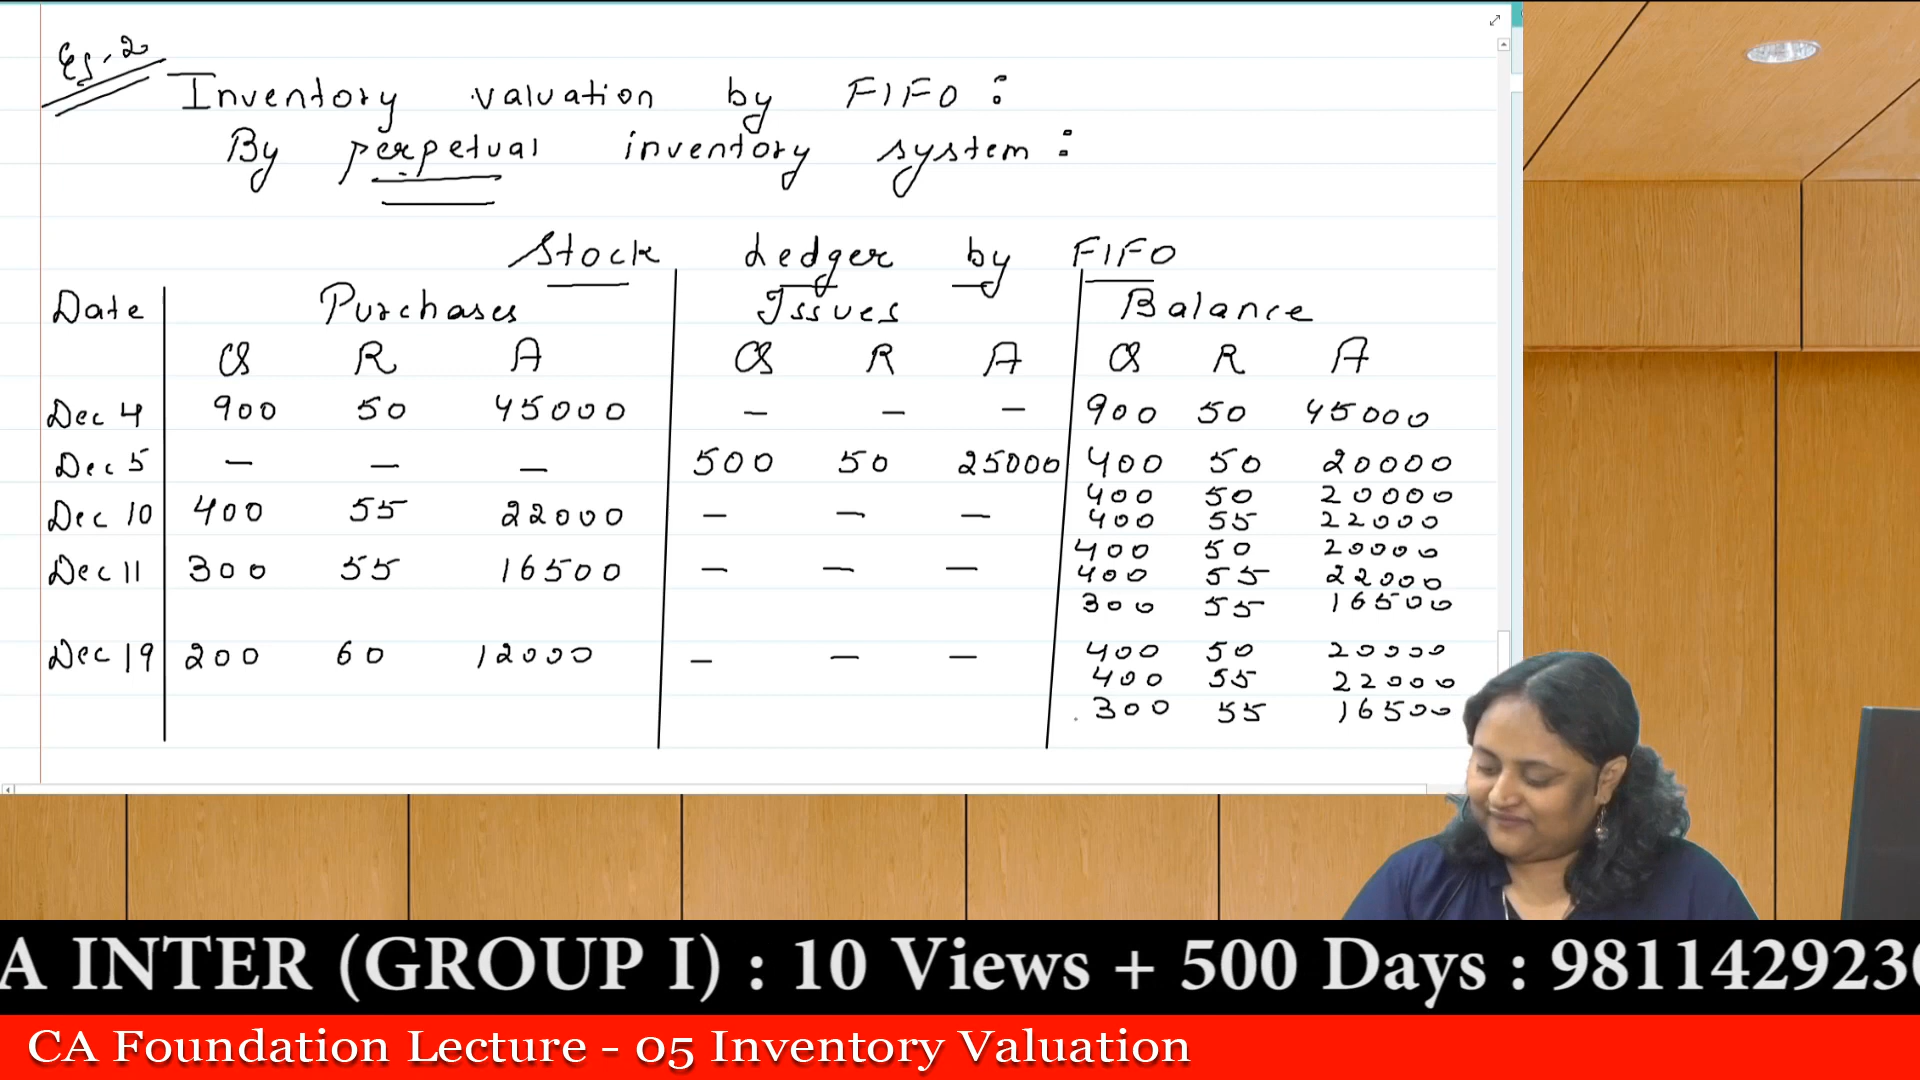 Eg. 2
Inventory valuation by FIFO :
By perpetual inventory system :
Stock Ledger by FIFO
Date Purchases Issues Balance
Q R A Q R A Q R A
Dec 4 900 50 45000 — — — 900 50 45000
Dec 5 — — — 500 50 25000 400 50 20000
400 50 20000
Dec 10 400 55 22000 — — — 400 55 22000
400 50 20000
Dec 11 300 55 16500 — — — 400 55 22000
300 55 16500
Dec 19 200 60 12000 — — — 400 50 20000
400 55 22000
300 55 16500
A INTER (GROUP I) : 10 Views + 500 Days : 981142923
CA Foundation Lecture - 05 Inventory Valuation